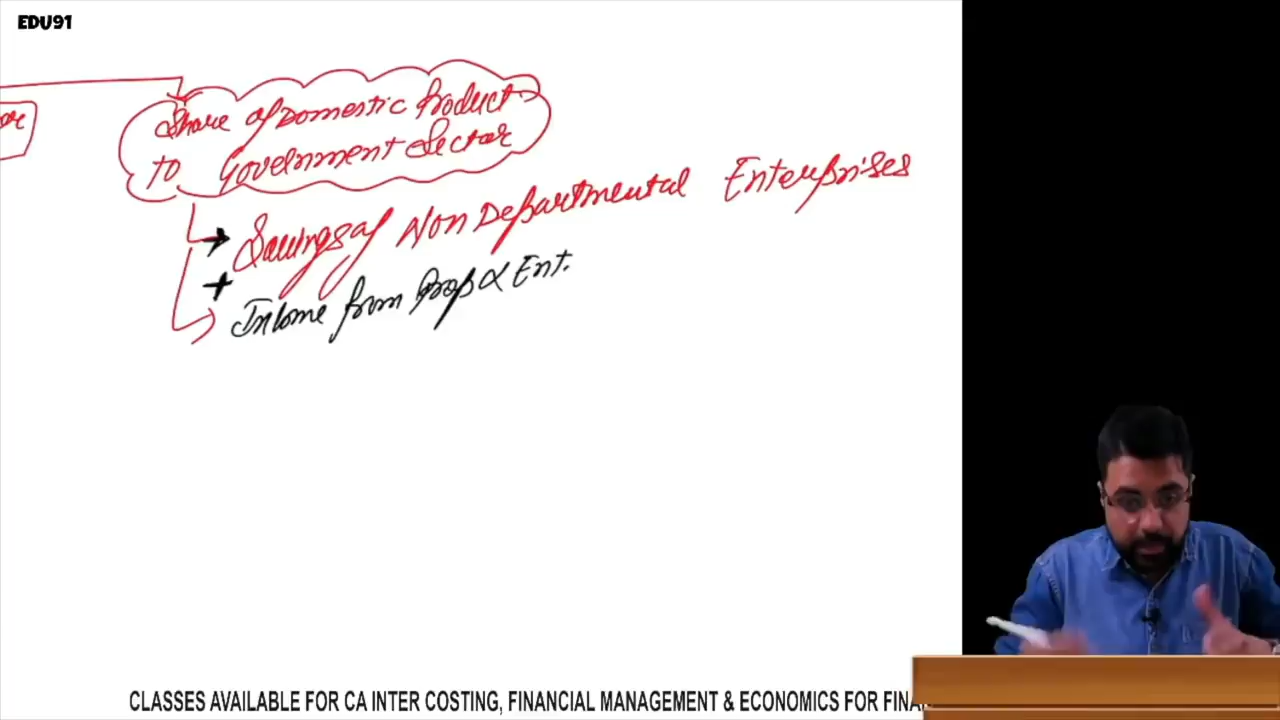 EDU91
Share of Domestic Product
to Government Sector
Savings of Non Departmental Enterprises
+
Income from Prop & Ent.
CLASSES AVAILABLE FOR CA INTER COSTING, FINANCIAL MANAGEMENT & ECONOMICS FOR FINAN